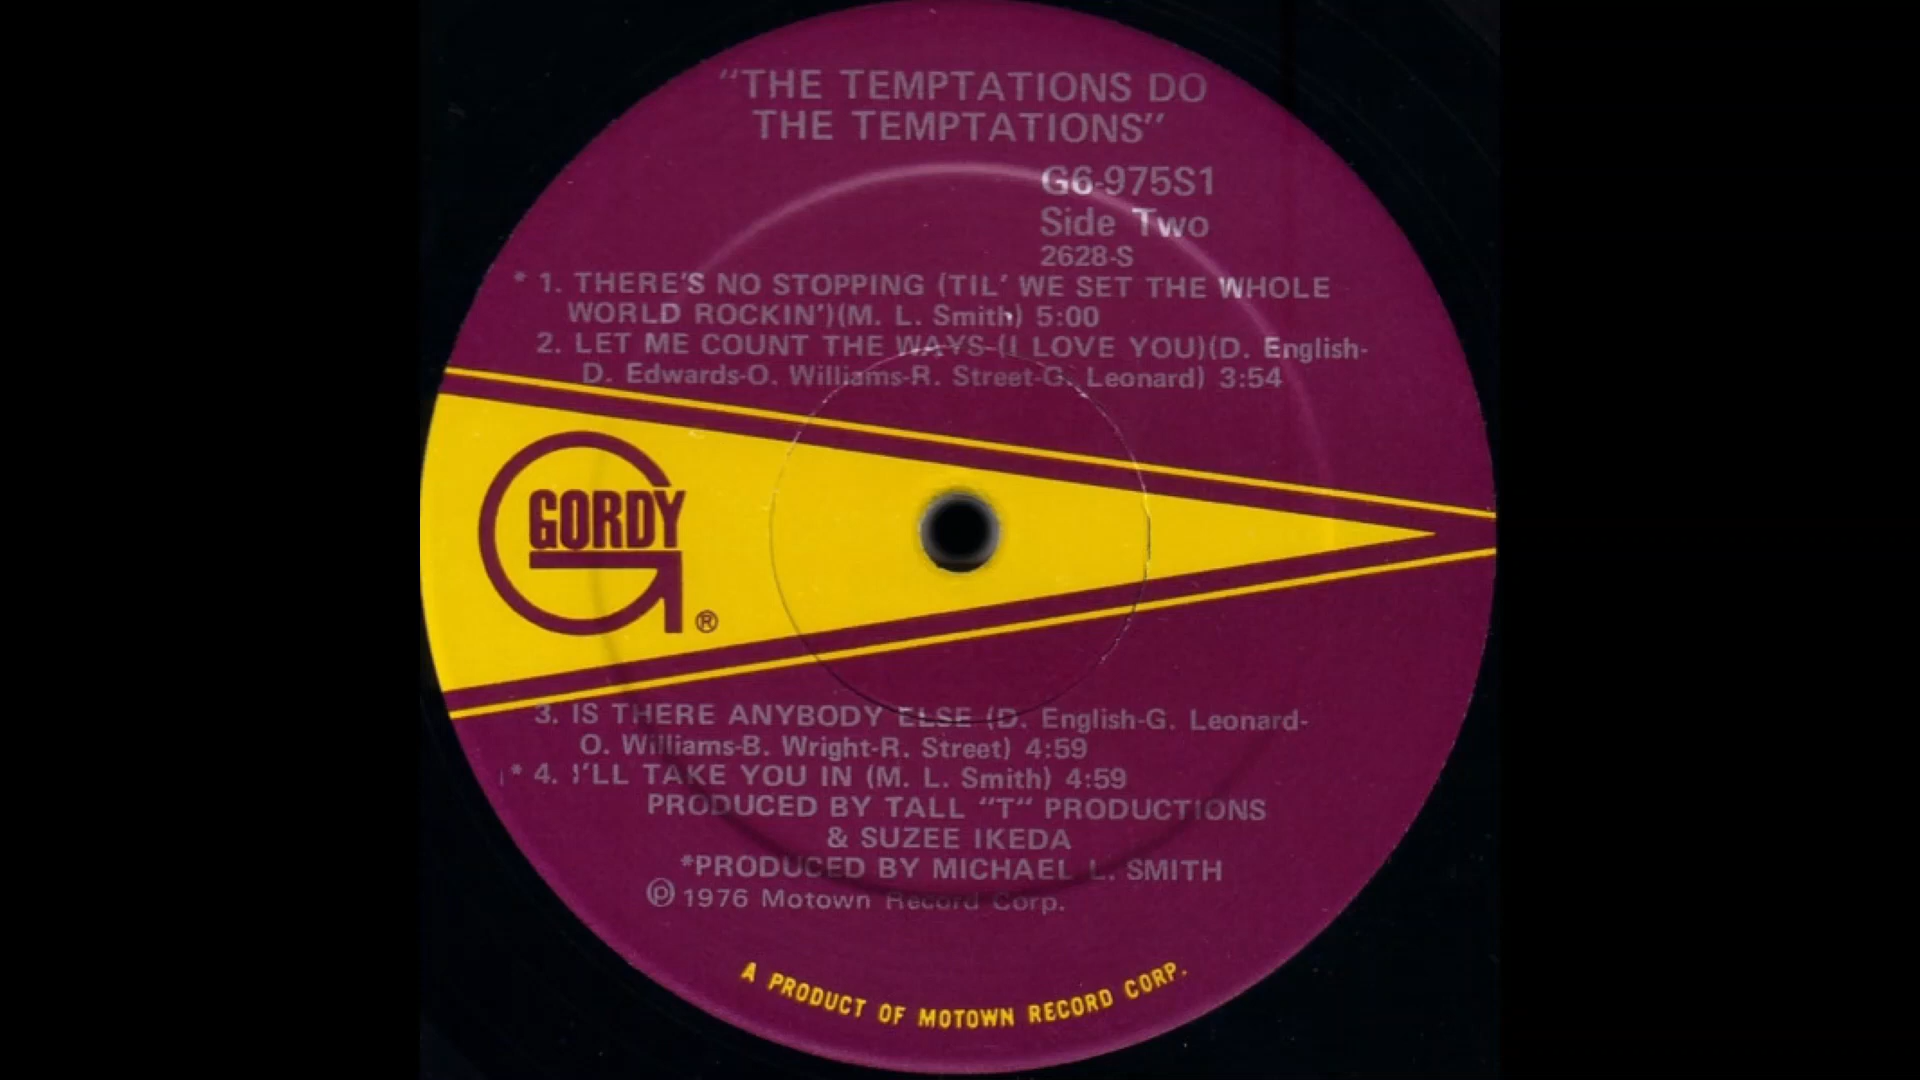 "THE TEMPTATIONS DO
THE TEMPTATIONS"
G6-975S1
Side Two
2628-S
* 1. THERE'S NO STOPPING (TIL' WE SET THE WHOLE
WORLD ROCKIN')(M. L. Smith) 5:00
2. LET ME COUNT THE WAYS-(I LOVE YOU)(D. English-
D. Edwards-O. Williams-R. Street-G. Leonard) 3:54
GORDY
®
3. IS THERE ANYBODY ELSE (D. English-G. Leonard-
O. Williams-B. Wright-R. Street) 4:59
* 4. I'LL TAKE YOU IN (M. L. Smith) 4:59
PRODUCED BY TALL "T" PRODUCTIONS
& SUZEE IKEDA
*PRODUCED BY MICHAEL L. SMITH
℗ 1976 Motown Record Corp.
A PRODUCT OF MOTOWN RECORD CORP.